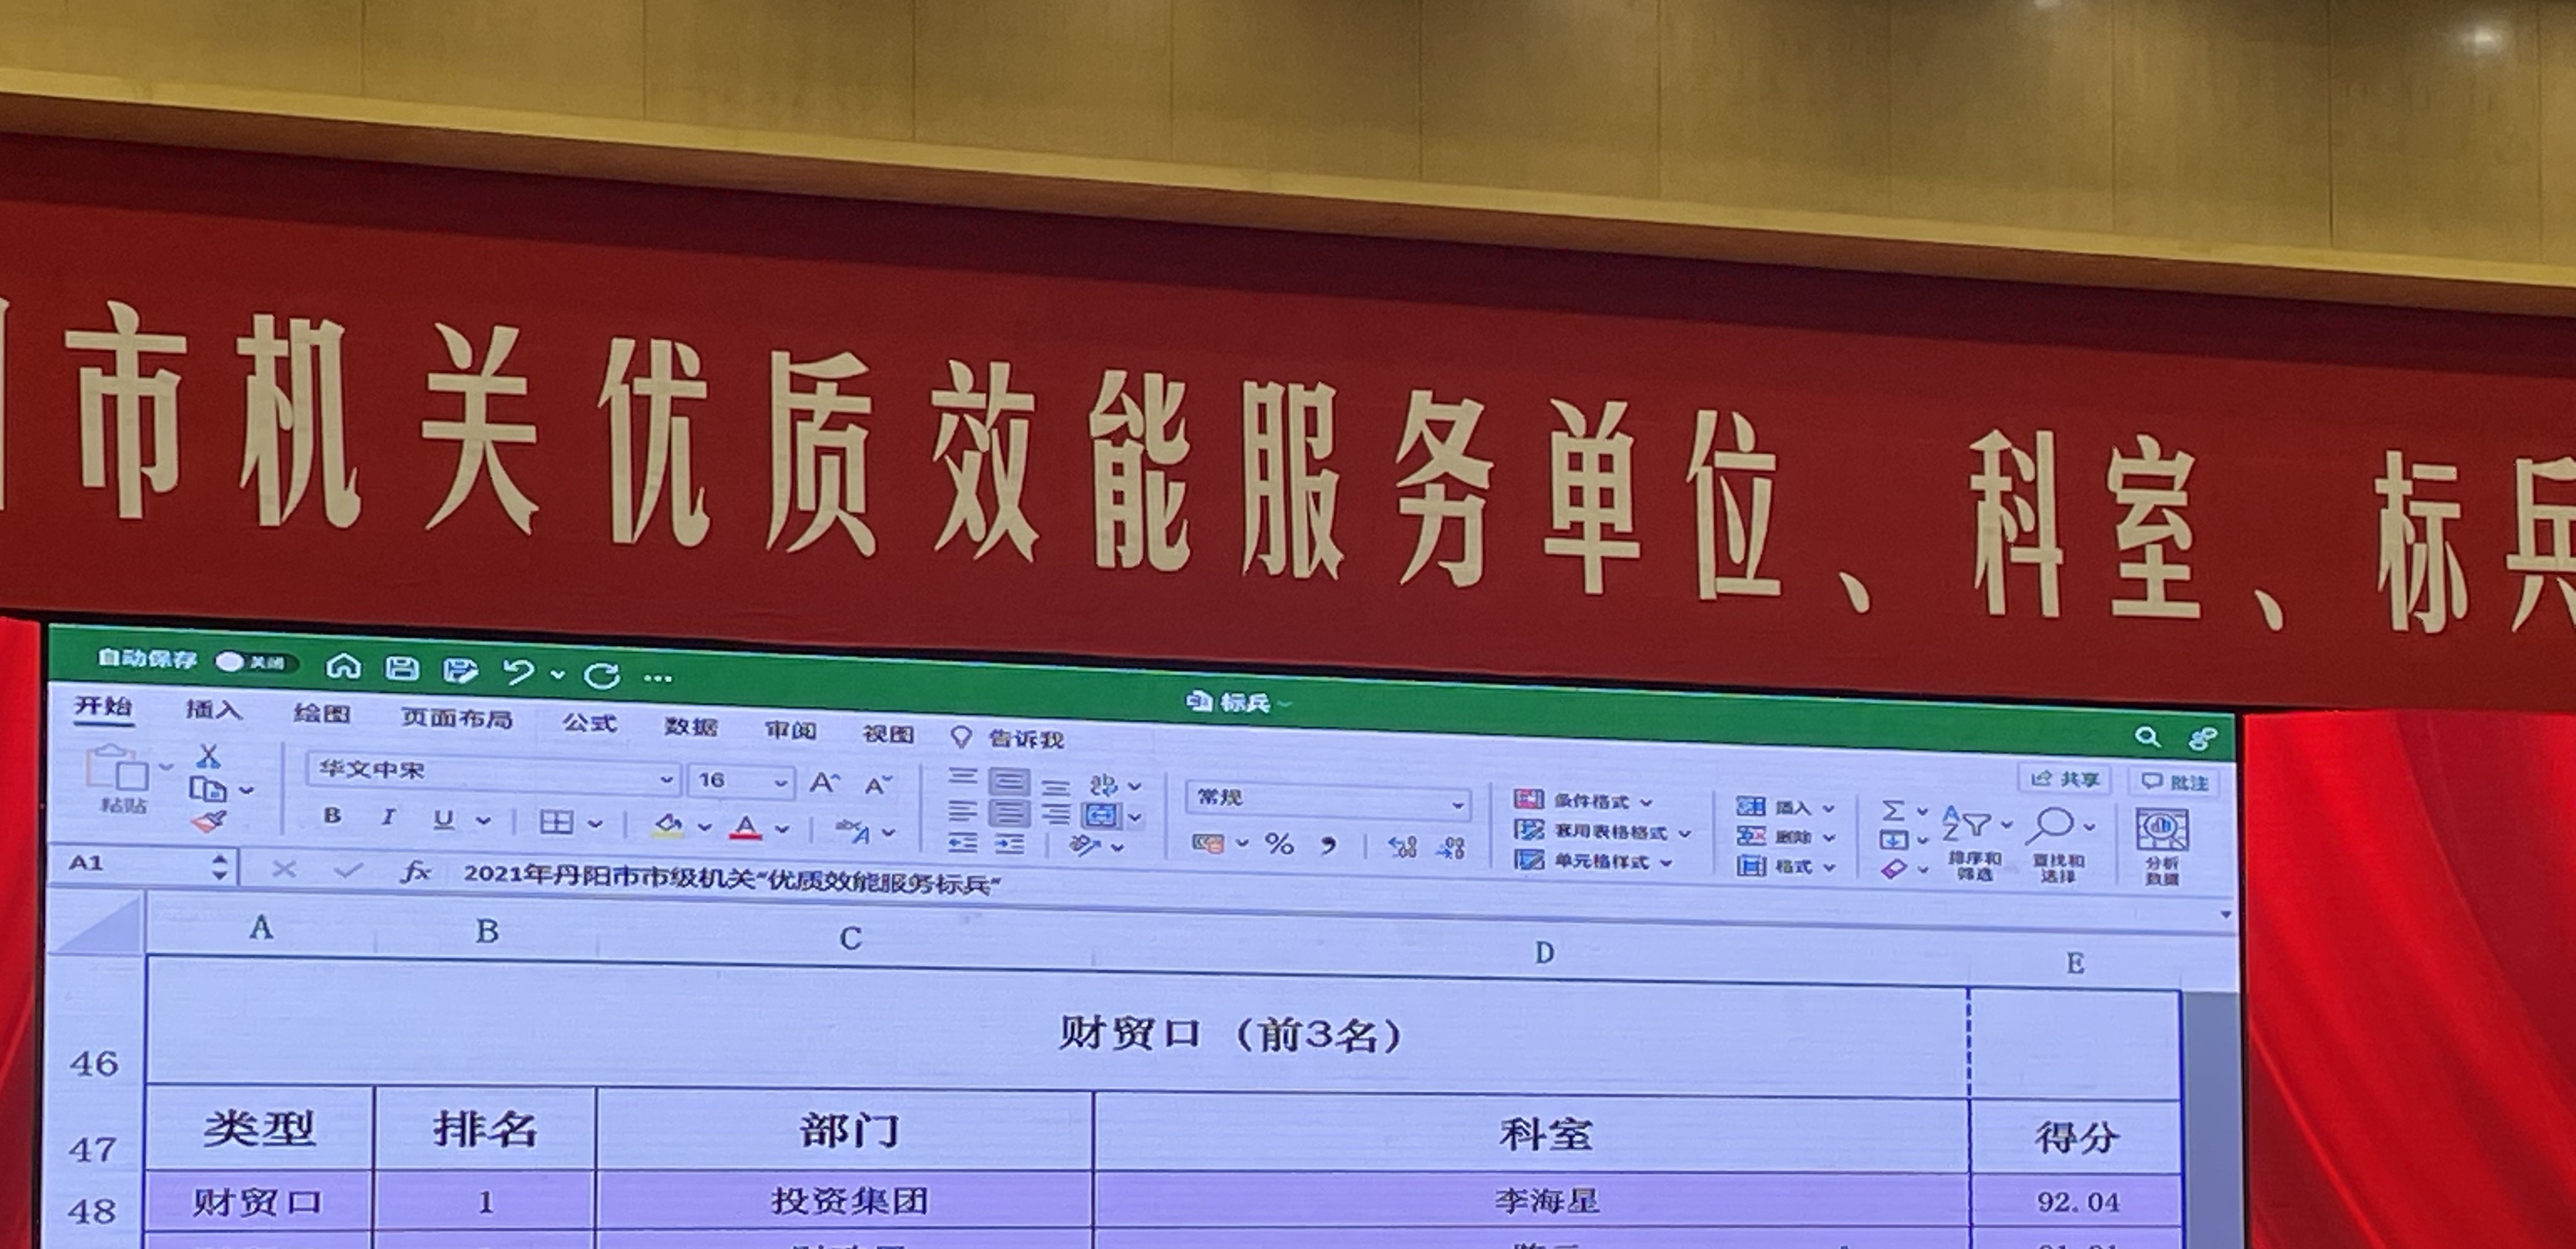 市机关优质效能服务单位、科室、标兵
自动保存 关闭 标兵
开始 插入 绘图 页面布局 公式 数据 审阅 视图 告诉我
共享 批注
粘贴 华文中宋 16 A A 常规 条件格式 插入
B I U A abc A % 套用表格格式 删除 排序和筛选 查找和选择 分析数据
单元格样式 格式
A1 fx 2021年丹阳市市级机关"优质效能服务标兵"
A B C D E
46 财贸口（前3名）
47 类型 排名 部门 科室 得分
48 财贸口 1 投资集团 李海星 92.04